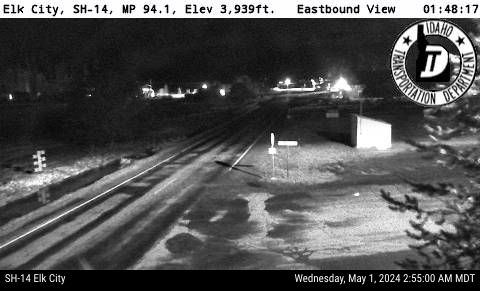 Elk City, SH-14, MP 94.1, Elev 3,939ft. Eastbound View 01:48:17
IDAHO
TRANSPORTATION DEPARTMENT
SH-14 Elk City Wednesday, May 1, 2024 2:55:00 AM MDT